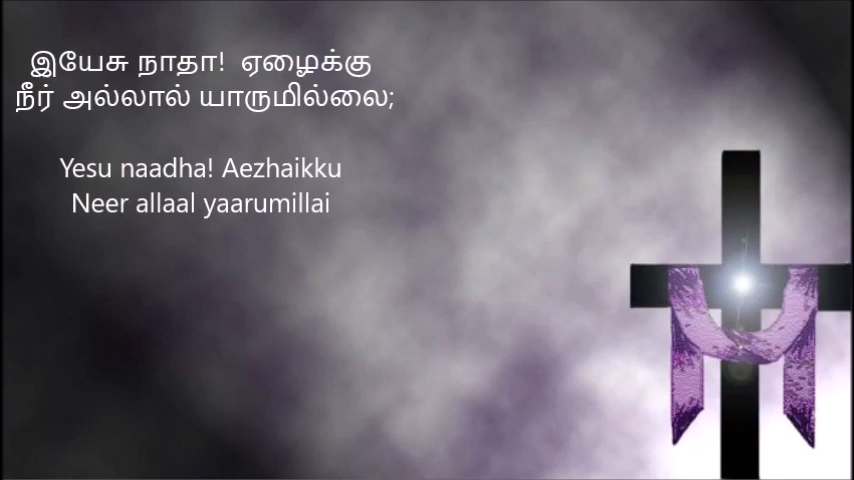 இயேசு நாதா! ஏழைக்கு
நீர் அல்லால் யாருமில்லை;
Yesu naadha! Aezhaikku
Neer allaal yaarumillai